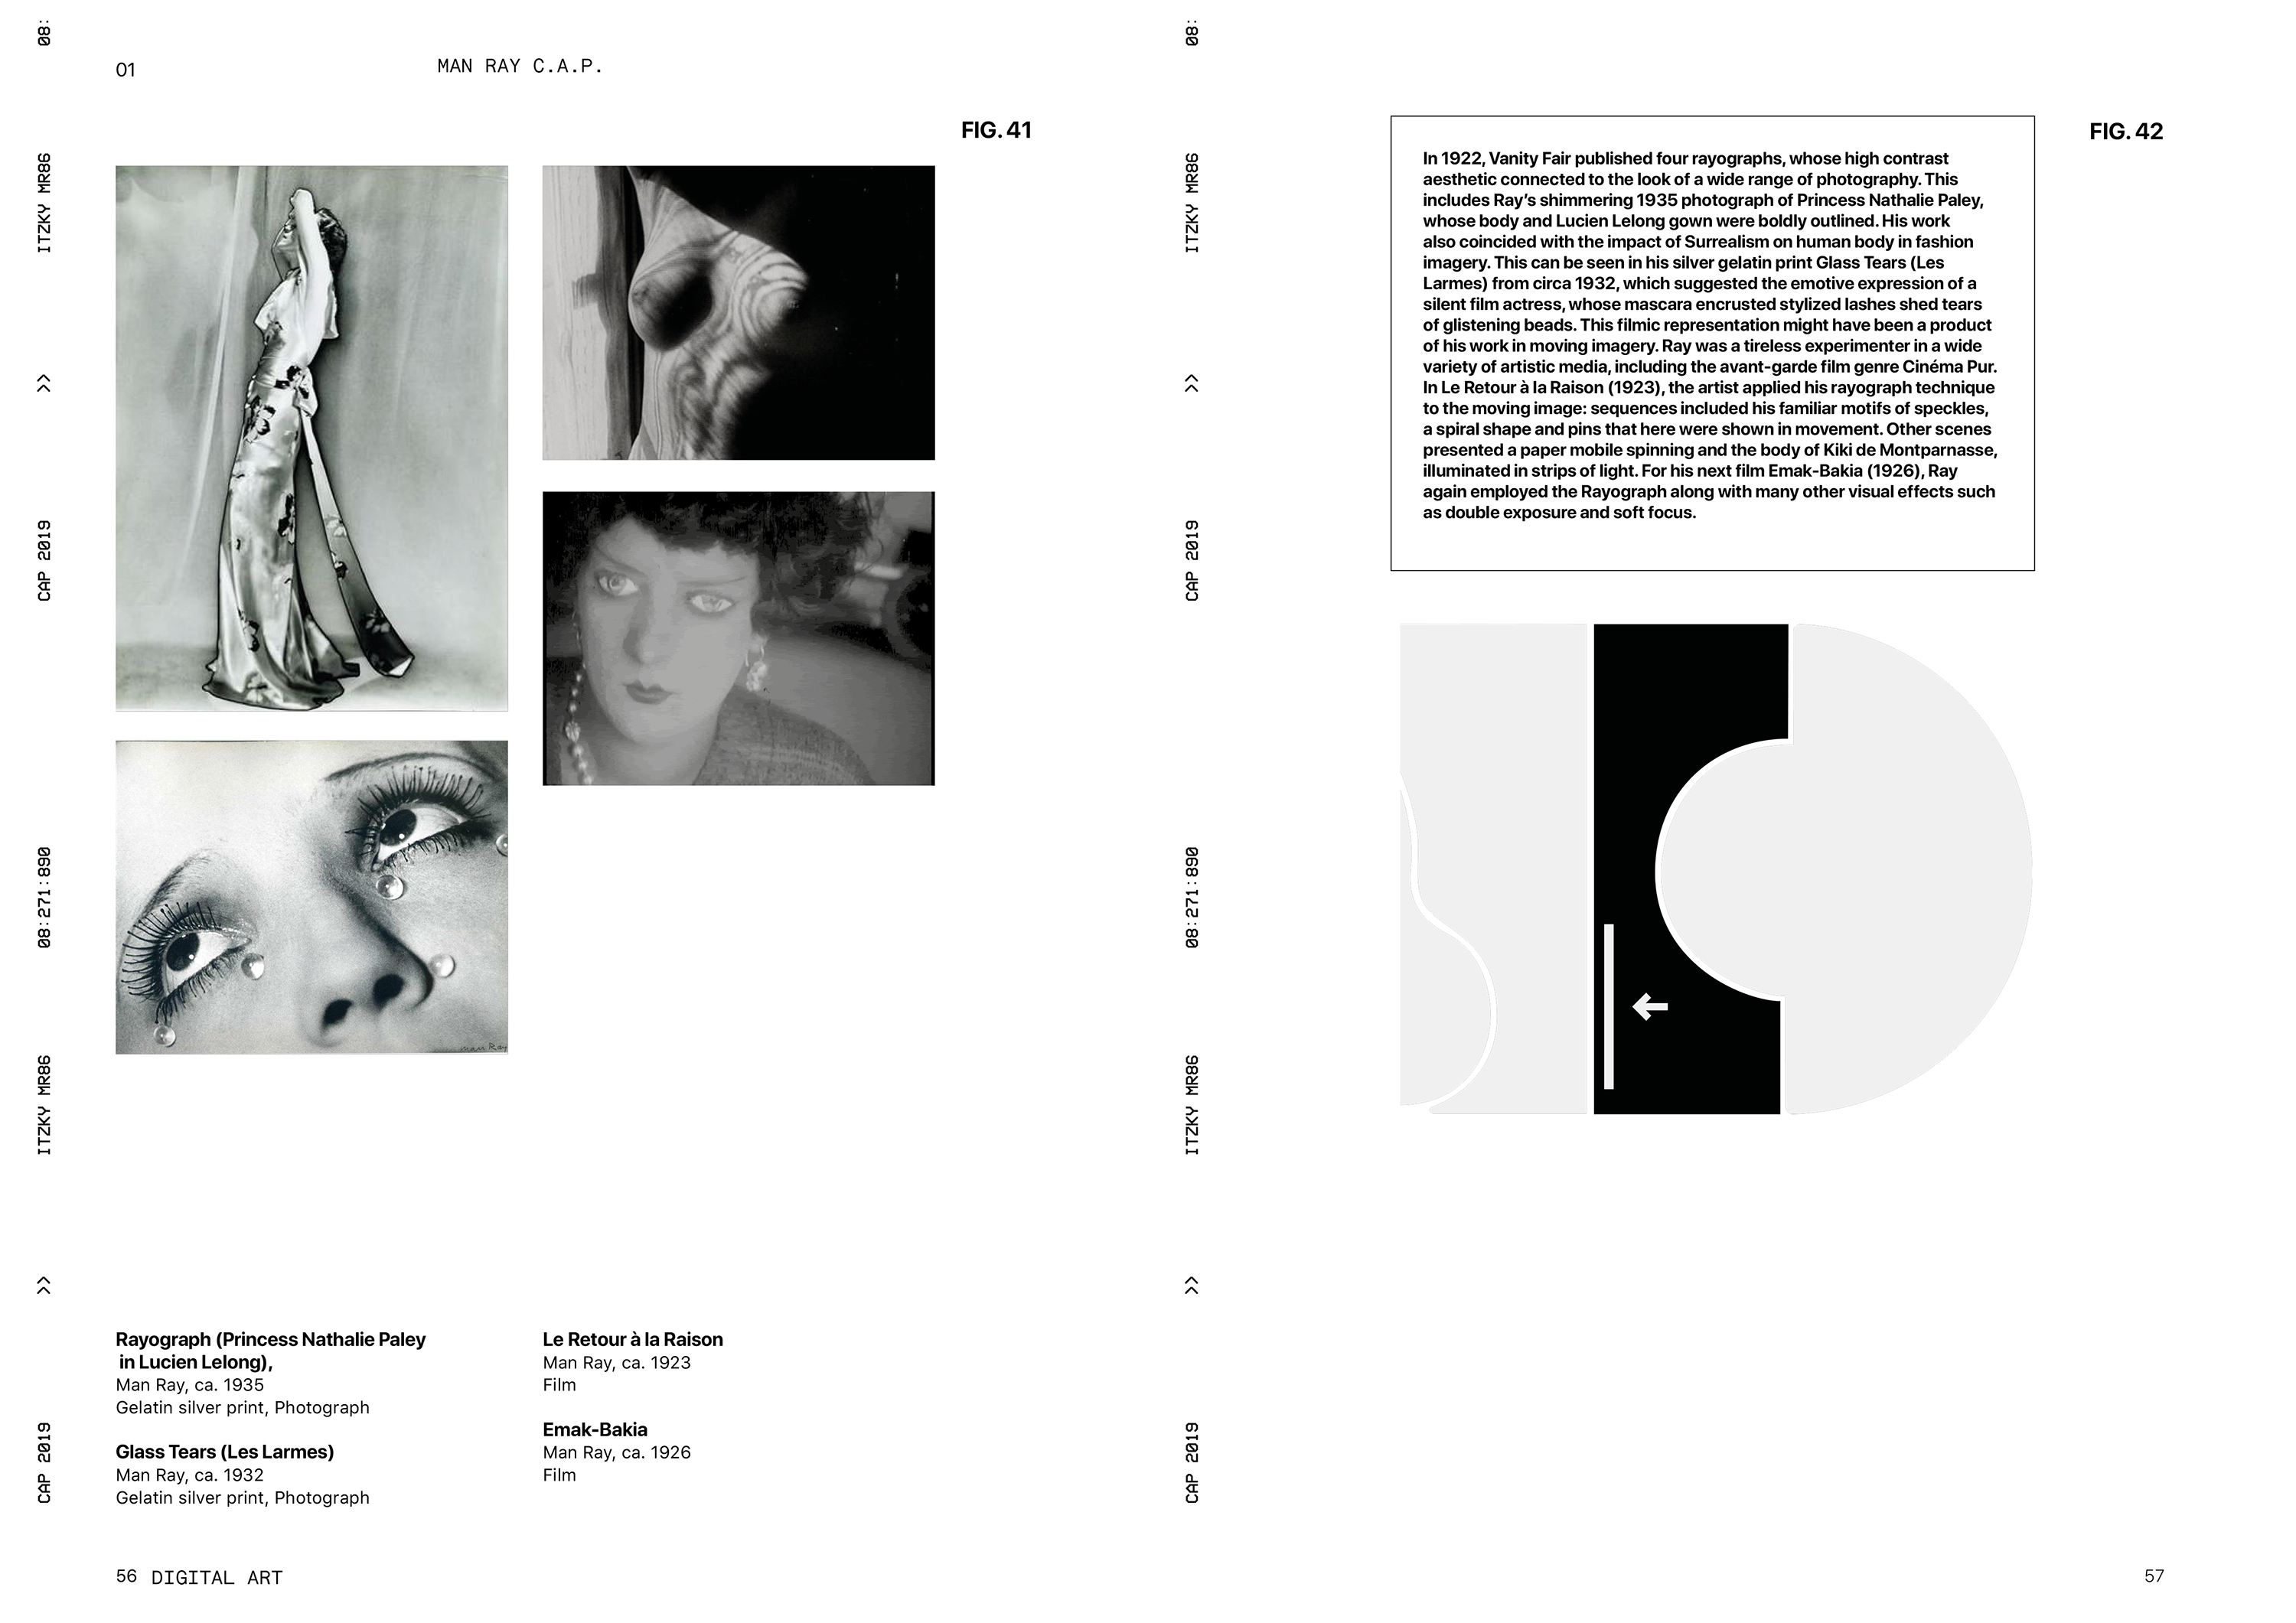 08:
ITZKY MR86
>>
CAP 2019
08:271:890
ITZKY MR86
>>
CAP 2019
01
MAN RAY C.A.P.
FIG. 41
Man Ray
Rayograph (Princess Nathalie Paley
in Lucien Lelong),
Man Ray, ca. 1935
Gelatin silver print, Photograph
Glass Tears (Les Larmes)
Man Ray, ca. 1932
Gelatin silver print, Photograph
Le Retour à la Raison
Man Ray, ca. 1923
Film
Emak-Bakia
Man Ray, ca. 1926
Film
56 DIGITAL ART
08:
ITZKY MR86
>>
CAP 2019
08:271:890
ITZKY MR86
>>
CAP 2019
FIG. 42
In 1922, Vanity Fair published four rayographs, whose high contrast
aesthetic connected to the look of a wide range of photography. This
includes Ray’s shimmering 1935 photograph of Princess Nathalie Paley,
whose body and Lucien Lelong gown were boldly outlined. His work
also coincided with the impact of Surrealism on human body in fashion
imagery. This can be seen in his silver gelatin print Glass Tears (Les
Larmes) from circa 1932, which suggested the emotive expression of a
silent film actress, whose mascara encrusted stylized lashes shed tears
of glistening beads. This filmic representation might have been a product
of his work in moving imagery. Ray was a tireless experimenter in a wide
variety of artistic media, including the avant-garde film genre Cinéma Pur.
In Le Retour à la Raison (1923), the artist applied his rayograph technique
to the moving image: sequences included his familiar motifs of speckles,
a spiral shape and pins that here were shown in movement. Other scenes
presented a paper mobile spinning and the body of Kiki de Montparnasse,
illuminated in strips of light. For his next film Emak-Bakia (1926), Ray
again employed the Rayograph along with many other visual effects such
as double exposure and soft focus.
57